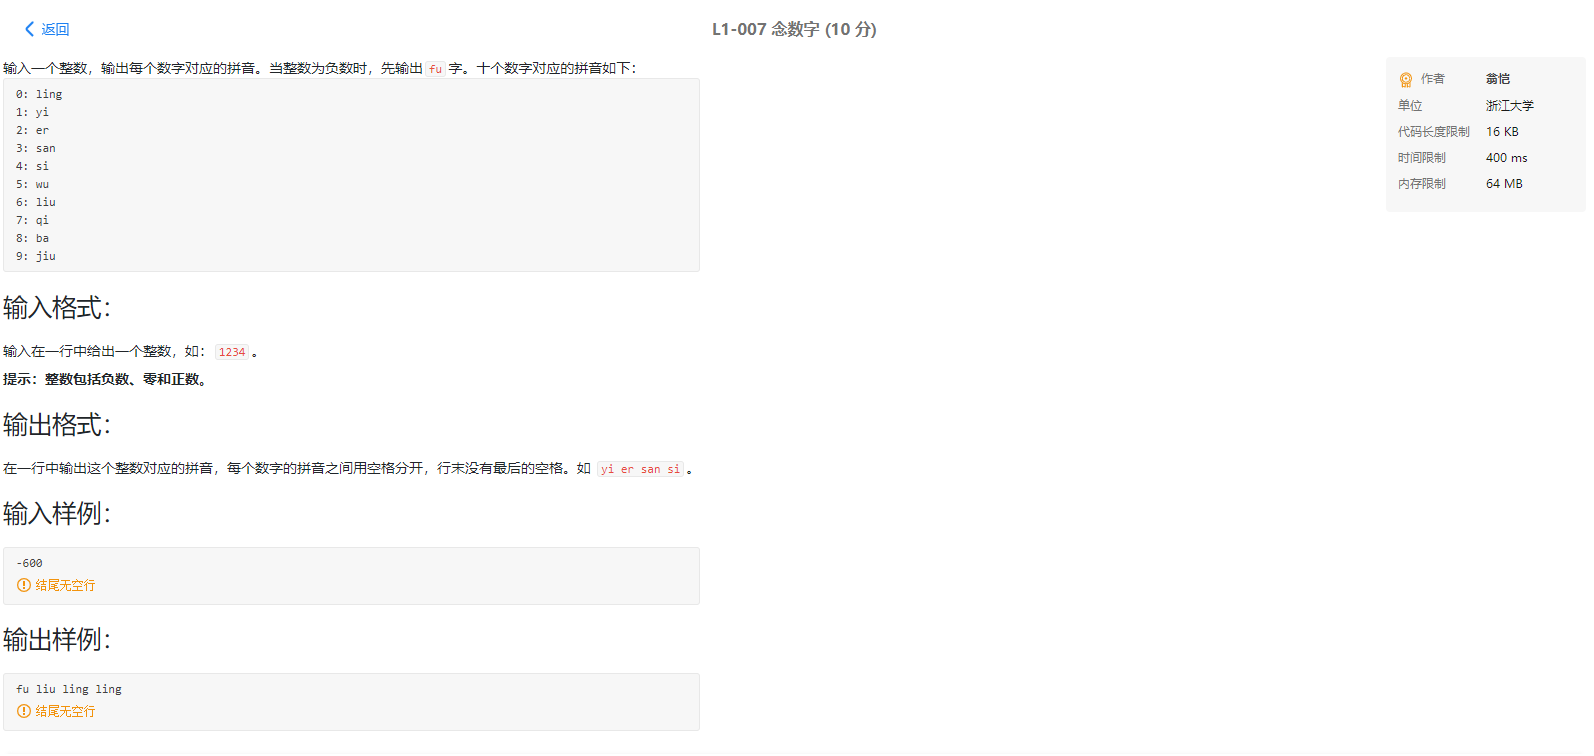 返回
L1-007 念数字 (10 分)
输入一个整数，输出每个数字对应的拼音。当整数为负数时，先输出 fu 字。十个数字对应的拼音如下：
0: ling
1: yi
2: er
3: san
4: si
5: wu
6: liu
7: qi
8: ba
9: jiu
作者 翁恺
单位 浙江大学
代码长度限制 16 KB
时间限制 400 ms
内存限制 64 MB
输入格式：
输入在一行中给出一个整数，如： 1234 。
提示：整数包括负数、零和正数。
输出格式：
在一行中输出这个整数对应的拼音，每个数字的拼音之间用空格分开，行末没有最后的空格。如 yi er san si 。
输入样例：
-600
结尾无空行
输出样例：
fu liu ling ling
结尾无空行